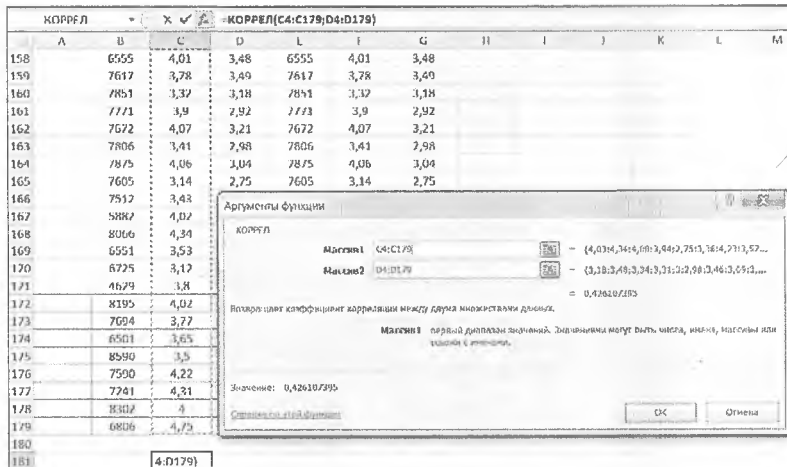 КОРРЕЛ =КОРРЕЛ(C4:C179;D4:D179)
A B C D E F G H I J K L M
158 6555 4,01 3,48 6555 4,01 3,48
159 7617 3,78 3,49 7617 3,78 3,49
160 7851 3,32 3,18 7851 3,32 3,18
161 7771 3,9 2,92 7771 3,9 2,92
162 7672 4,07 3,21 7672 4,07 3,21
163 7806 3,41 2,98 7806 3,41 2,98
164 7875 4,06 3,04 7875 4,06 3,04
165 7605 3,14 2,75 7605 3,14 2,75
166 7512 3,43
167 5882 4,02
168 8066 4,34
169 6551 3,53
170 6725 3,12
171 4629 3,8
172 8195 4,02
173 7694 3,77
174 6501 3,65
175 8590 3,5
176 7590 4,22
177 7241 4,31
178 8302 4
179 6806 4,75
180
181 4:D179)
Аргументы функции
КОРРЕЛ
Массив1 C4:C179
Массив2 D4:D179
= 0,426107395
Возвращает коэффициент корреляции между двумя множествами данных.
Массив1 первый диапазон значений. Значениями могут быть числа, имена, массивы или
ссылки с именами.
Значение: 0,426107395
Справка по этой функции
ОК Отмена